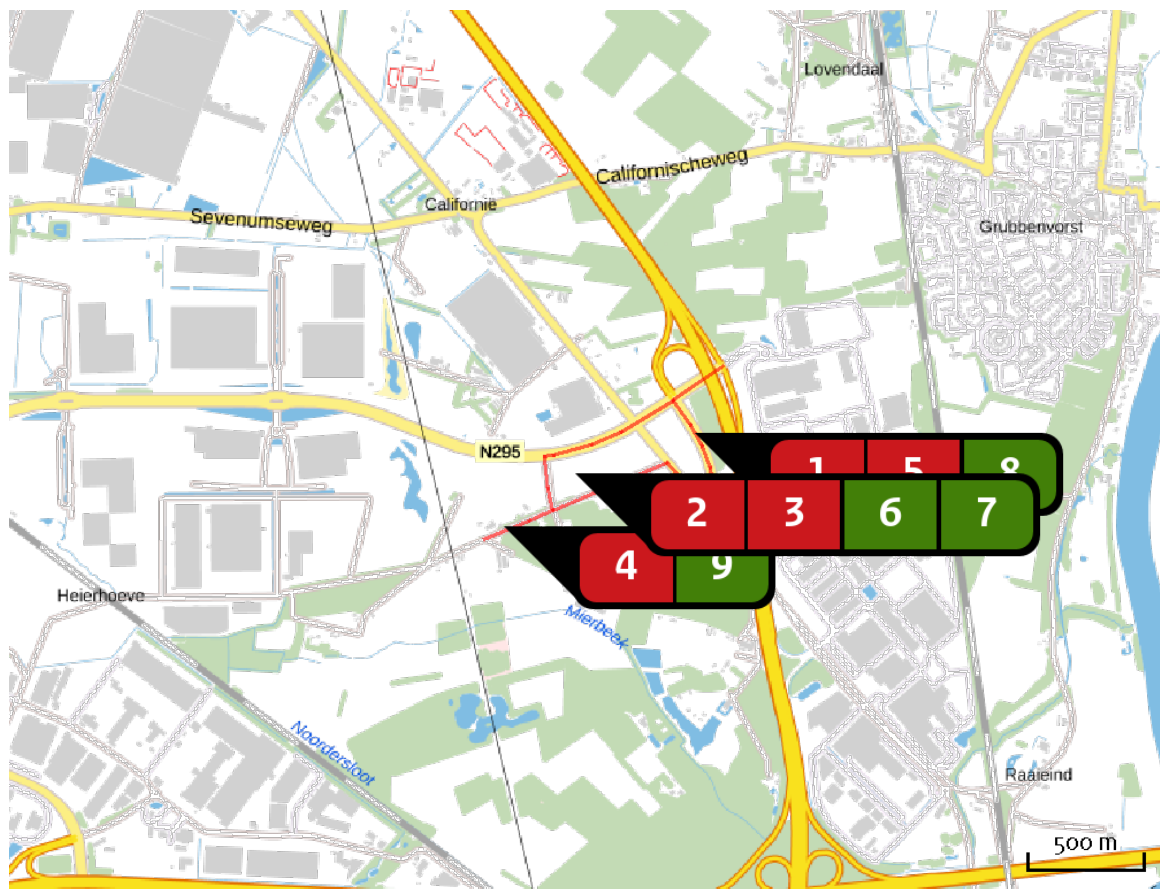 Lovendaal
Californischeweg
Californië
Sevenumseweg
Grubbenvorst
N295
1 5 8
2 3 6 7
4 9
Heierhoeve
Mierbeek
Noordersloot
Raaieind
500 m